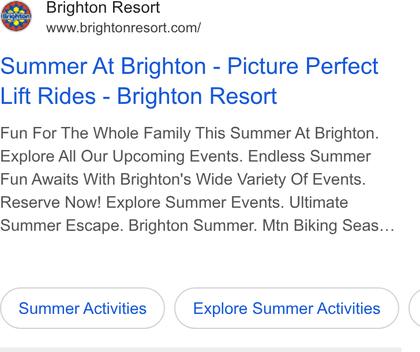 Brighton
Brighton Resort
www.brightonresort.com/
Summer At Brighton - Picture Perfect
Lift Rides - Brighton Resort
Fun For The Whole Family This Summer At Brighton.
Explore All Our Upcoming Events. Endless Summer
Fun Awaits With Brighton's Wide Variety Of Events.
Reserve Now! Explore Summer Events. Ultimate
Summer Escape. Brighton Summer. Mtn Biking Seas…
Summer Activities
Explore Summer Activities